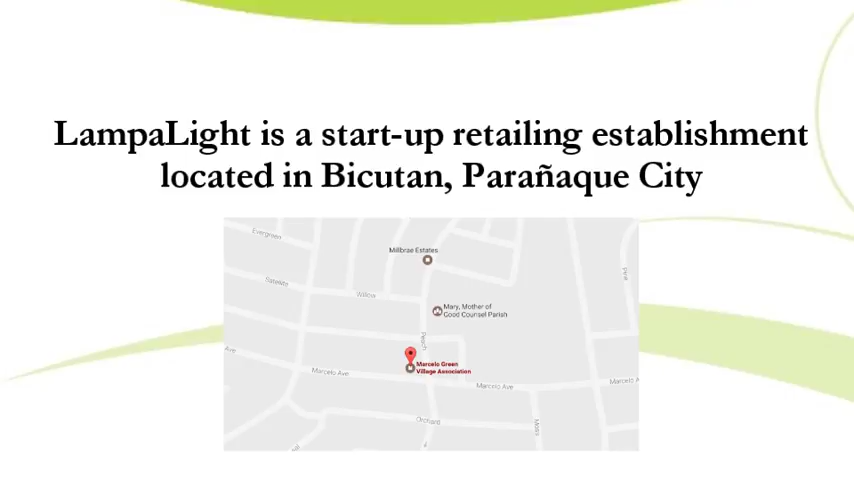 LampaLight is a start-up retailing establishment
located in Bicutan, Parañaque City
Evergreen
Millbrae Estates
Satellite
Willow
Mary, Mother of
Good Counsel Parish
Peach
Ave
Marcelo Green
Village Association
Marcelo Ave
Marcelo Ave
Marcelo A
Orchard